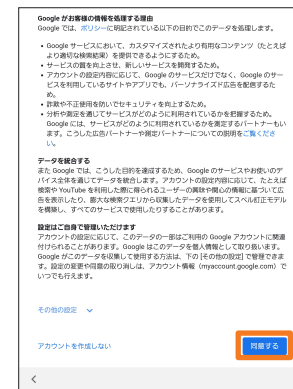 Google がお客様の情報を処理する理由
Google では、ポリシーに明記されている以下の目的でこのデータを処理します。
• Google サービスにおいて、カスタマイズされたより有用なコンテンツ（たとえば
より適切な検索結果）を提供できるようにするため。
• サービスの質を向上させ、新しいサービスを開発するため。
• アカウントの設定内容に応じて、Google のサービスだけでなく、Google のサー
ビスを利用しているサイトやアプリでも、パーソナライズド広告を配信するた
め。
• 詐欺や不正使用を防いでセキュリティを向上するため。
• 分析や測定を通じてサービスがどのように利用されているかを把握するため。
Google には、サービスがどのように利用されているかを測定するパートナーもい
ます。こうした広告パートナーや測定パートナーについての説明をご覧くださ
い。
データを統合する
また Google では、こうした目的を達成するため、Google のサービスやお使いのデ
バイス全体を通じてデータを統合します。アカウントの設定内容に応じて、たとえば
検索や YouTube を利用した際に得られるユーザーの興味や関心の情報に基づいて広
告を表示したり、膨大な検索クエリから収集したデータを使用してスペル訂正モデル
を構築し、すべてのサービスで使用したりすることがあります。
設定はご自身で管理いただけます
アカウントの設定に応じて、このデータの一部はご利用の Google アカウントに関連
付けられることがあります。Google はこのデータを個人情報として取り扱います。
Google がこのデータを収集して使用する方法は、下の [その他の設定] で管理できま
す。設定の変更や同意の取り消しは、アカウント情報（myaccount.google.com）で
いつでも行えます。
その他の設定
アカウントを作成しない 同意する